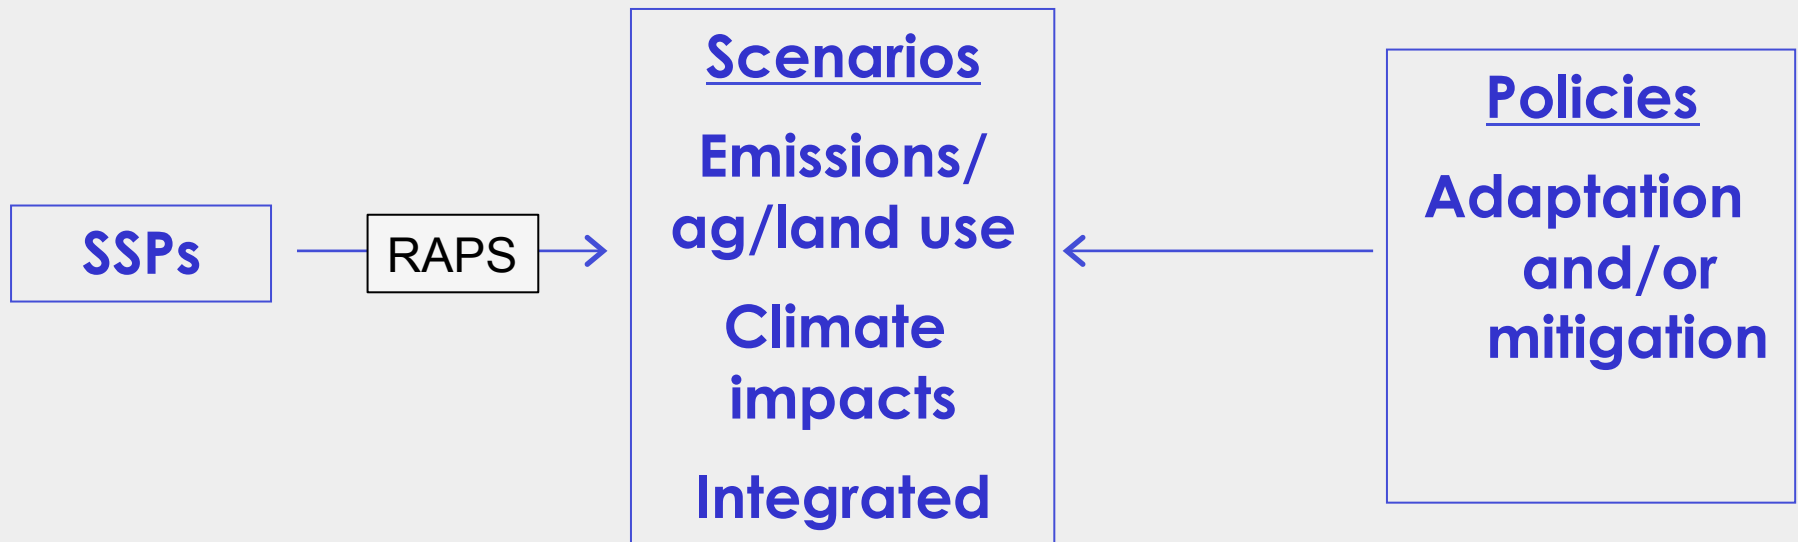 SSPs
RAPS
Scenarios
Emissions/
ag/land use
Climate
impacts
Integrated
Policies
Adaptation
and/or
mitigation